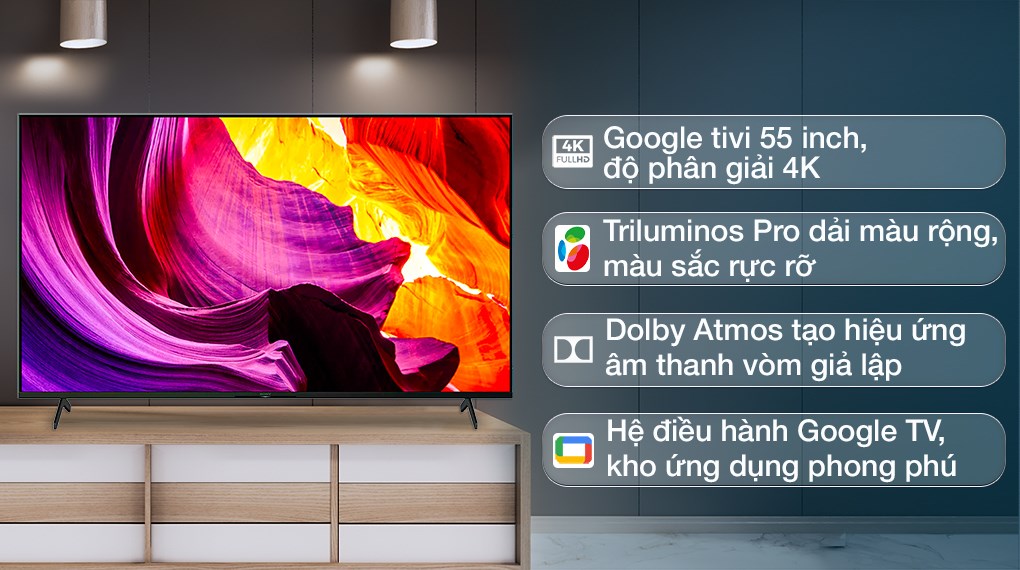 4K
FULLHD
Google tivi 55 inch,
độ phân giải 4K
Triluminos Pro dải màu rộng,
màu sắc rực rỡ
Dolby Atmos tạo hiệu ứng
âm thanh vòm giả lập
Hệ điều hành Google TV,
kho ứng dụng phong phú